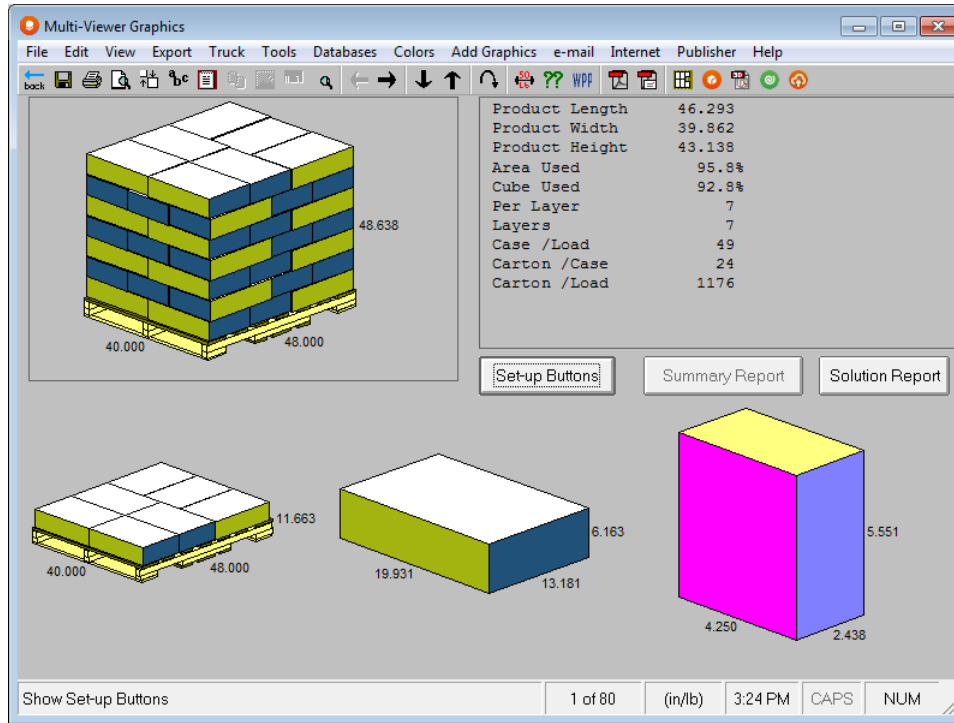 Multi-Viewer Graphics
File Edit View Export Truck Tools Databases Colors Add Graphics e-mail Internet Publisher Help
back abc ?? WPF
Product Length 46.293
Product Width 39.862
Product Height 43.138
Area Used 95.8%
Cube Used 92.8%
Per Layer 7
Layers 7
Case /Load 49
Carton /Case 24
Carton /Load 1176
48.638
40.000 48.000
Set-up Buttons Summary Report Solution Report
11.663
40.000 48.000
6.163
19.931 13.181
5.551
4.250 2.438
Show Set-up Buttons 1 of 80 (in/lb) 3:24 PM CAPS NUM